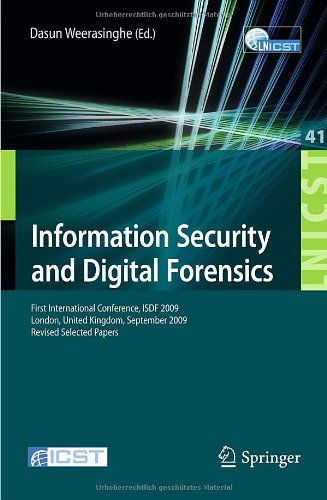 Urheberrechtlich geschütztes Material
Dasun Weerasinghe (Ed.)
LNICST
41
LNICST
Information Security
and Digital Forensics
First International Conference, ISDF 2009
London, United Kingdom, September 2009
Revised Selected Papers
ICST
Springer
Urheberrechtlich geschütztes Material